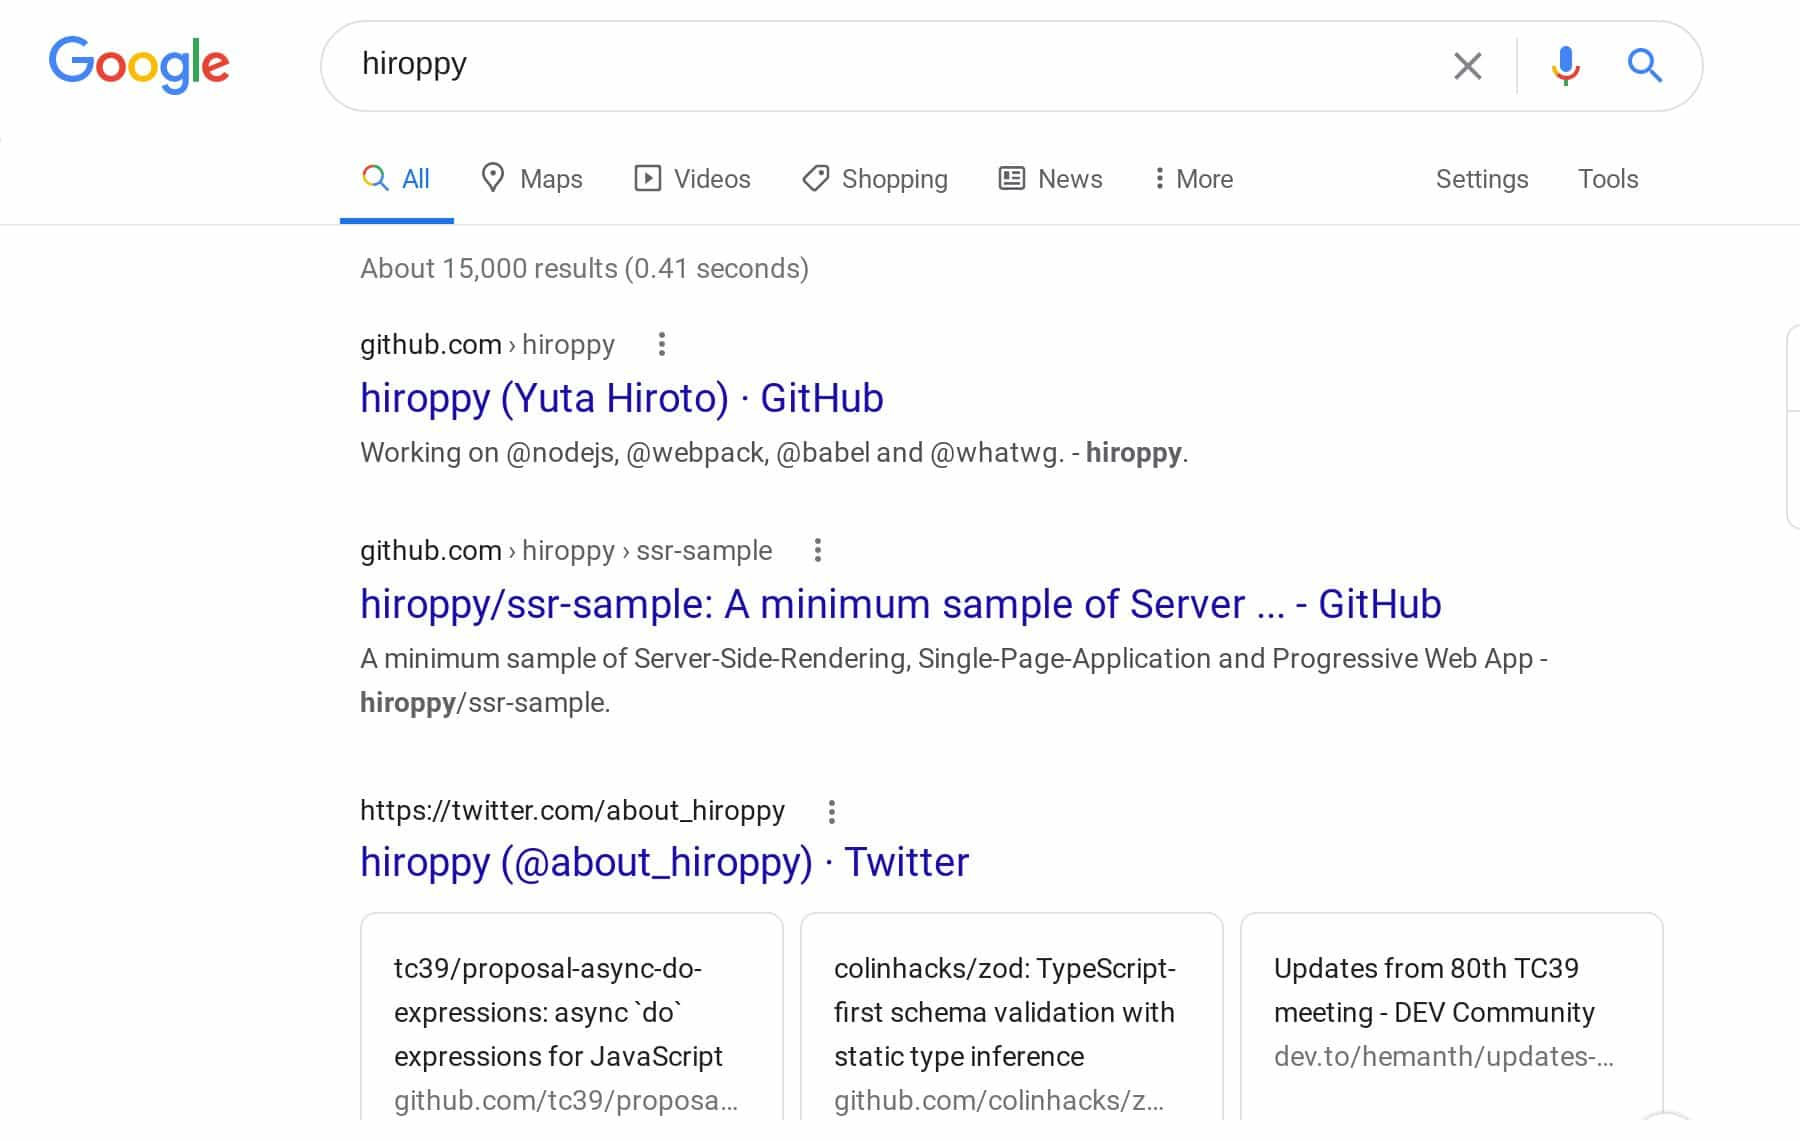 Google
hiroppy
All Maps Videos Shopping News More Settings Tools
About 15,000 results (0.41 seconds)
github.com › hiroppy
hiroppy (Yuta Hiroto) · GitHub
Working on @nodejs, @webpack, @babel and @whatwg. - hiroppy.
github.com › hiroppy › ssr-sample
hiroppy/ssr-sample: A minimum sample of Server ... - GitHub
A minimum sample of Server-Side-Rendering, Single-Page-Application and Progressive Web App -
hiroppy/ssr-sample.
https://twitter.com/about_hiroppy
hiroppy (@about_hiroppy) · Twitter
tc39/proposal-async-do-
expressions: async `do`
expressions for JavaScript
github.com/tc39/proposa...
colinhacks/zod: TypeScript-
first schema validation with
static type inference
github.com/colinhacks/z...
Updates from 80th TC39
meeting - DEV Community
dev.to/hemanth/updates-...